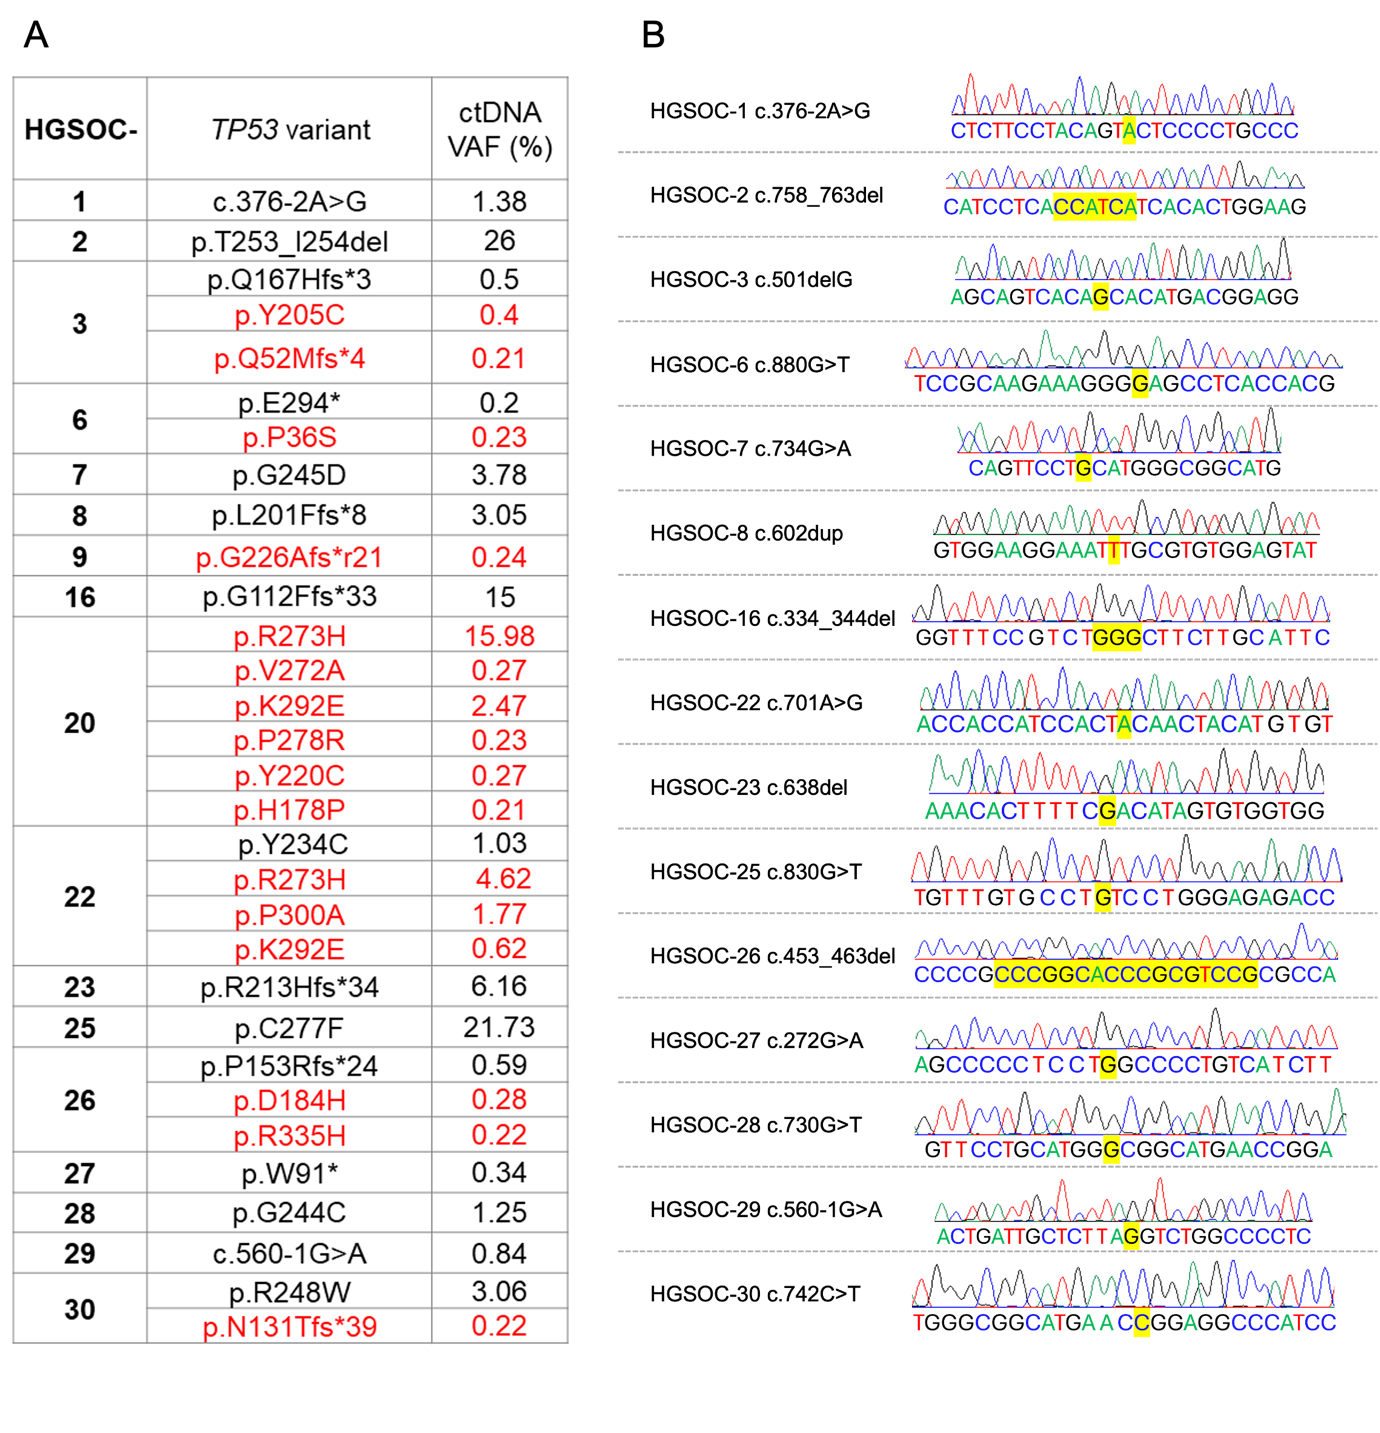 A
HGSOC- TP53 variant ctDNA VAF (%)
1 c.376-2A>G 1.38
2 p.T253_I254del 26
3 p.Q167Hfs*3 0.5
p.Y205C 0.4
p.Q52Mfs*4 0.21
6 p.E294* 0.2
p.P36S 0.23
7 p.G245D 3.78
8 p.L201Ffs*8 3.05
9 p.G226Afs*r21 0.24
16 p.G112Ffs*33 15
20 p.R273H 15.98
p.V272A 0.27
p.K292E 2.47
p.P278R 0.23
p.Y220C 0.27
p.H178P 0.21
22 p.Y234C 1.03
p.R273H 4.62
p.P300A 1.77
p.K292E 0.62
23 p.R213Hfs*34 6.16
25 p.C277F 21.73
26 p.P153Rfs*24 0.59
p.D184H 0.28
p.R335H 0.22
27 p.W91* 0.34
28 p.G244C 1.25
29 c.560-1G>A 0.84
30 p.R248W 3.06
p.N131Tfs*39 0.22
B
HGSOC-1 c.376-2A>G
CTCTTCCTACAGTACTCCCCTGCCC
HGSOC-2 c.758_763del
CATCCTCACCATCATCACACTGGAAG
HGSOC-3 c.501delG
AGCAGTCACAGCACATGACGGAGG
HGSOC-6 c.880G>T
TCCGCAAGAAAGGGGAGCCTCACCACG
HGSOC-7 c.734G>A
CAGTTCCTGCATGGGCGGCATG
HGSOC-8 c.602dup
GTGGAAGGAAATTTGCGTGTGGAGTAT
HGSOC-16 c.334_344del
GGTTTCCGTCTGGGCTTCTTGCATTC
HGSOC-22 c.701A>G
ACCACCATCCACTACAACTACATGTGT
HGSOC-23 c.638del
AAACACTTTTCGACATAGTGTGGTGG
HGSOC-25 c.830G>T
TGTTTGTGCCTGTCCTGGGAGAGACC
HGSOC-26 c.453_463del
CCCCGCCCGGCACCCGCGTCCGCGCCA
HGSOC-27 c.272G>A
AGCCCCCTCCTGGCCCCTGTCATCTT
HGSOC-28 c.730G>T
GTTCCTGCATGGGCGGCATGAACCGGA
HGSOC-29 c.560-1G>A
ACTGATTGCTCTTAGGTCTGGCCCCTC
HGSOC-30 c.742C>T
TGGGCGGCATGAACCGGAGGCCCATCC